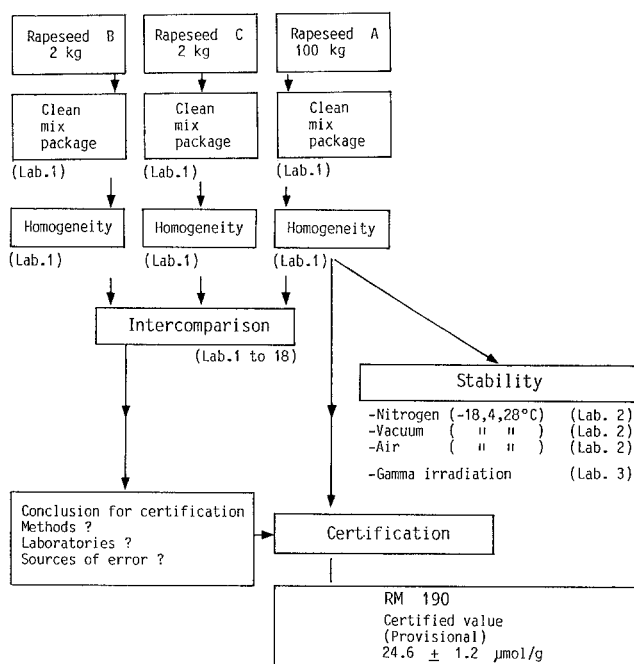 Rapeseed B
2 kg
Rapeseed C
2 kg
Rapeseed A
100 kg
Clean
mix
package
Clean
mix
package
Clean
mix
package
(Lab.1)
(Lab.1)
(Lab.1)
Homogeneity
Homogeneity
Homogeneity
(Lab.1)
(Lab.1)
(Lab.1)
Intercomparison
(Lab.1 to 18)
Stability
-Nitrogen (-18,4,28°C) (Lab. 2)
-Vacuum ( " " ) (Lab. 2)
-Air ( " " ) (Lab. 2)
-Gamma irradiation (Lab. 3)
Conclusion for certification
Methods ?
Laboratories ?
Sources of error ?
Certification
RM 190
Certified value
(Provisional)
24.6 ± 1.2 µmol/g